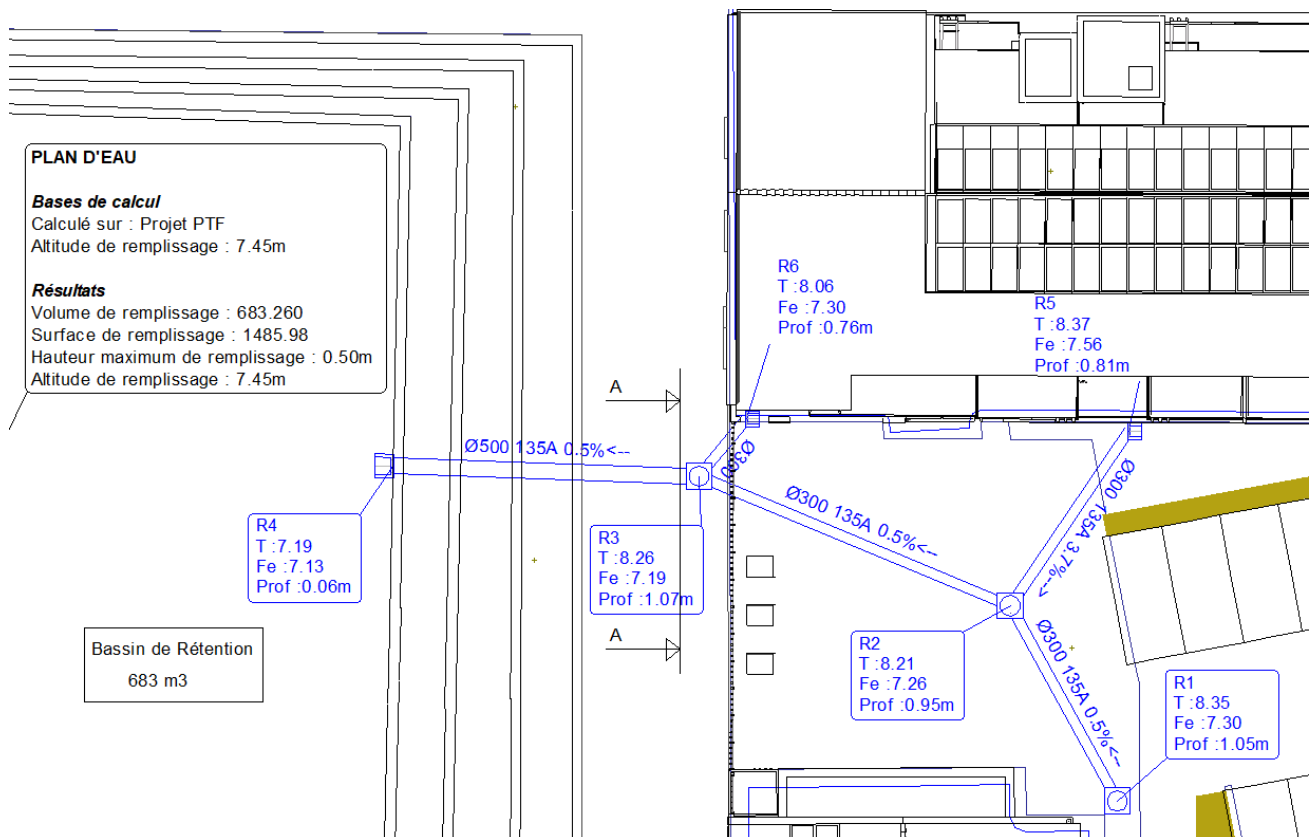 PLAN D'EAU
Bases de calcul
Calculé sur : Projet PTF
Altitude de remplissage : 7.45m
Résultats
Volume de remplissage : 683.260
Surface de remplissage : 1485.98
Hauteur maximum de remplissage : 0.50m
Altitude de remplissage : 7.45m
R6
T :8.06
Fe :7.30
Prof :0.76m
R5
T :8.37
Fe :7.56
Prof :0.81m
A
Ø500 135A 0.5%<--
Ø300
Ø300 135A 0.5%<--
Ø300 135A 3.7%<--
R4
T :7.19
Fe :7.13
Prof :0.06m
R3
T :8.26
Fe :7.19
Prof :1.07m
A
Bassin de Rétention
683 m3
R2
T :8.21
Fe :7.26
Prof :0.95m
Ø300 135A 0.5%<--
R1
T :8.35
Fe :7.30
Prof :1.05m